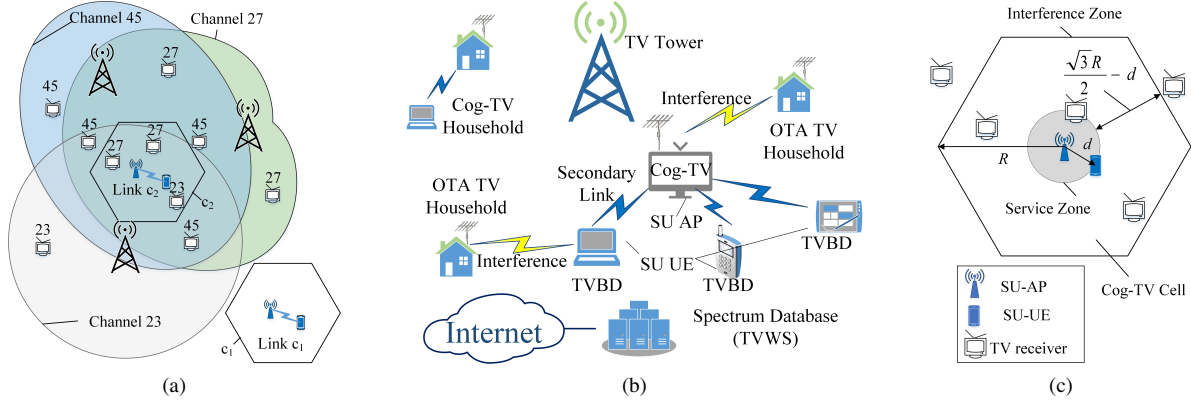 Channel 45
Channel 27
27
45
45
27
45
27
Link c2
23
c2
27
23
45
Channel 23
c1
Link c1
(a)
TV Tower
Cog-TV
Household
Interference
OTA TV
Household
Cog-TV
Secondary
Link
SU AP
OTA TV
Household
Interference
TVBD
SU UE
TVBD
TVBD
Internet
Spectrum Database
(TVWS)
(b)
Interference Zone
√3 R
2
− d
d
R
Service Zone
Cog-TV Cell
SU-AP
SU-UE
TV receiver
(c)